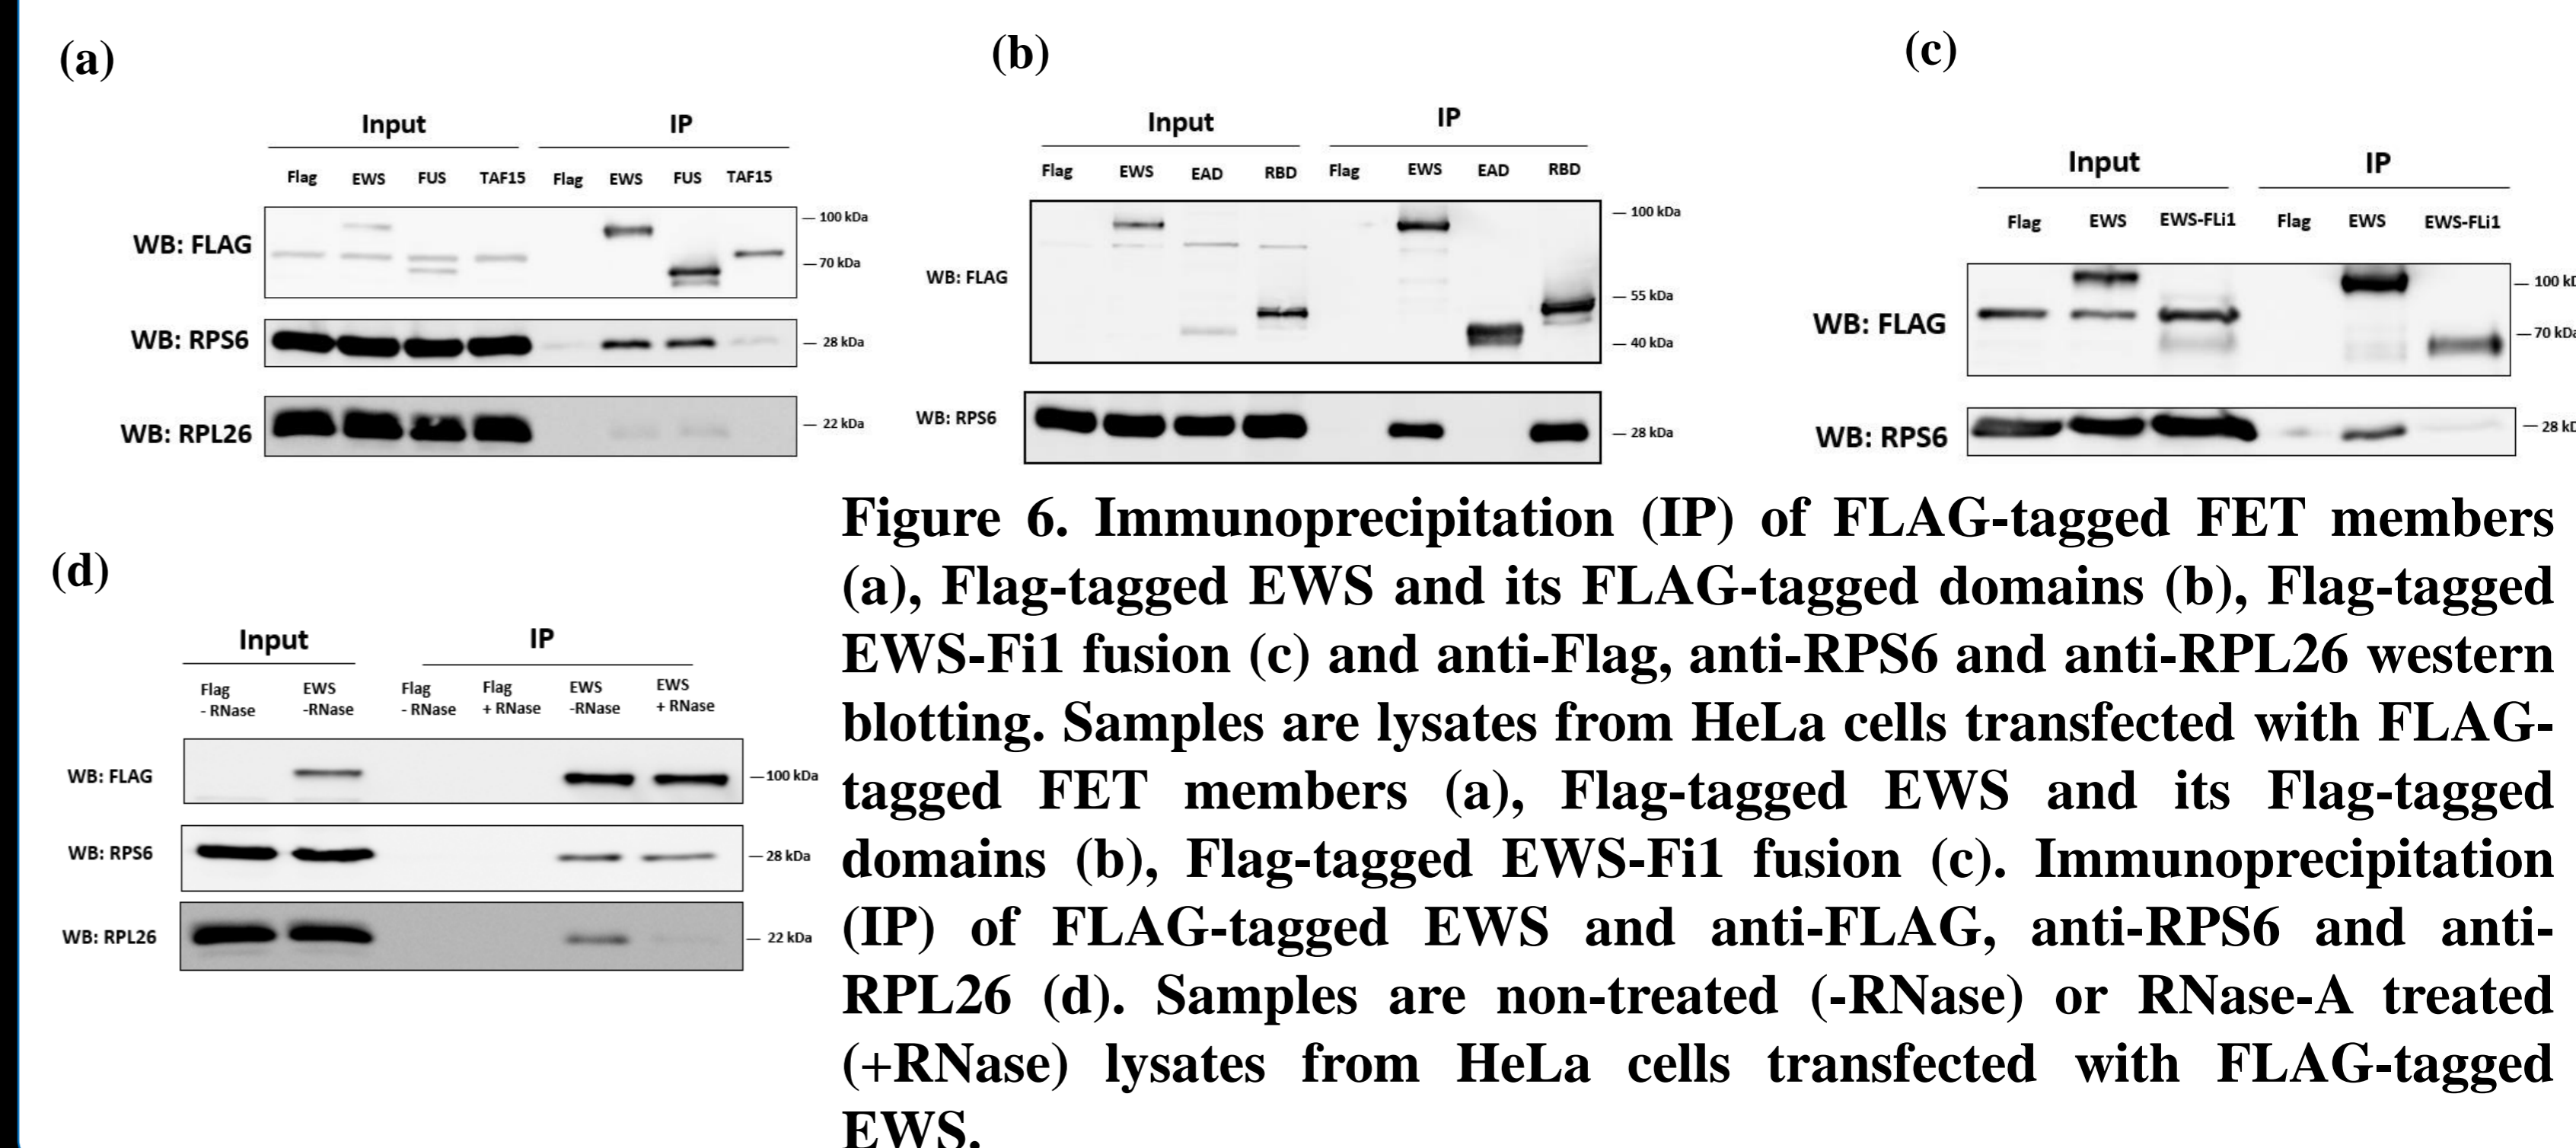 (a)
Input IP
Flag EWS FUS TAF15 Flag EWS FUS TAF15
WB: FLAG
100 kDa
70 kDa
WB: RPS6
28 kDa
WB: RPL26
22 kDa
(b)
Input IP
Flag EWS EAD RBD Flag EWS EAD RBD
WB: FLAG
100 kDa
55 kDa
40 kDa
WB: RPS6
28 kDa
(c)
Input IP
Flag EWS EWS-FLi1 Flag EWS EWS-FLi1
WB: FLAG
100 kD
70 kDa
WB: RPS6
28 kD
(d)
Input IP
Flag EWS Flag Flag EWS EWS
- RNase -RNase - RNase + RNase -RNase + RNase
WB: FLAG
100 kDa
WB: RPS6
28 kDa
WB: RPL26
22 kDa
Figure 6. Immunoprecipitation (IP) of FLAG-tagged FET members
(a), Flag-tagged EWS and its FLAG-tagged domains (b), Flag-tagged
EWS-Fi1 fusion (c) and anti-Flag, anti-RPS6 and anti-RPL26 western
blotting. Samples are lysates from HeLa cells transfected with FLAG-
tagged FET members (a), Flag-tagged EWS and its Flag-tagged
domains (b), Flag-tagged EWS-Fi1 fusion (c). Immunoprecipitation
(IP) of FLAG-tagged EWS and anti-FLAG, anti-RPS6 and anti-
RPL26 (d). Samples are non-treated (-RNase) or RNase-A treated
(+RNase) lysates from HeLa cells transfected with FLAG-tagged
EWS.